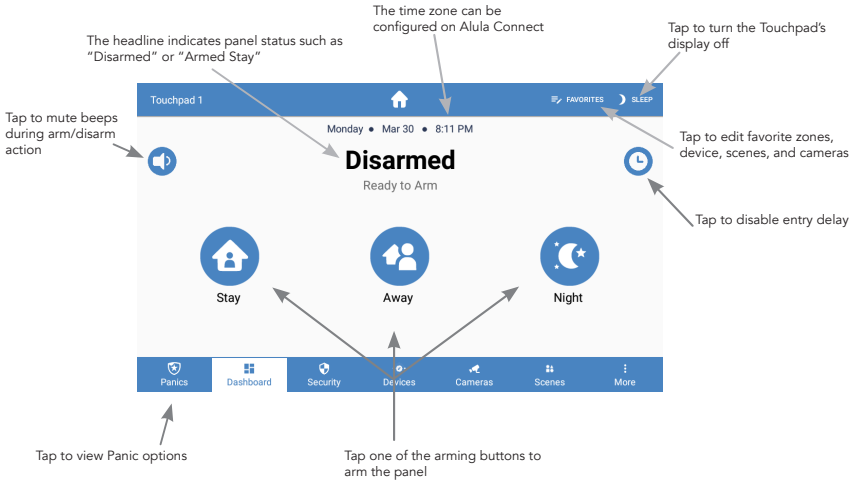 The time zone can be
configured on Alula Connect
Tap to turn the Touchpad's
display off
The headline indicates panel status such as
“Disarmed” or “Armed Stay”
Touchpad 1
FAVORITES
SLEEP
Tap to mute beeps
during arm/disarm
action
Monday ● Mar 30 ● 8:11 PM
Tap to edit favorite zones,
device, scenes, and cameras
Disarmed
Ready to Arm
Tap to disable entry delay
Stay
Away
Night
Panics
Dashboard
Security
Devices
Cameras
Scenes
More
Tap to view Panic options
Tap one of the arming buttons to
arm the panel